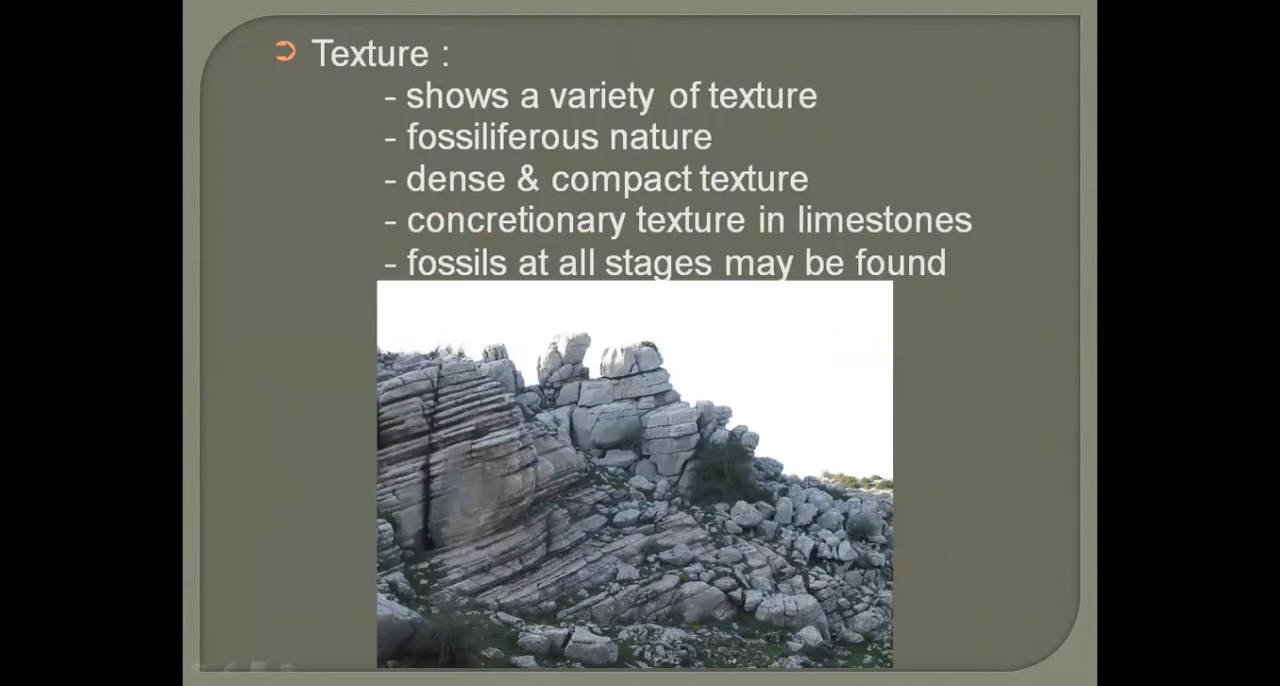 Texture :
- shows a variety of texture
- fossiliferous nature
- dense & compact texture
- concretionary texture in limestones
- fossils at all stages may be found